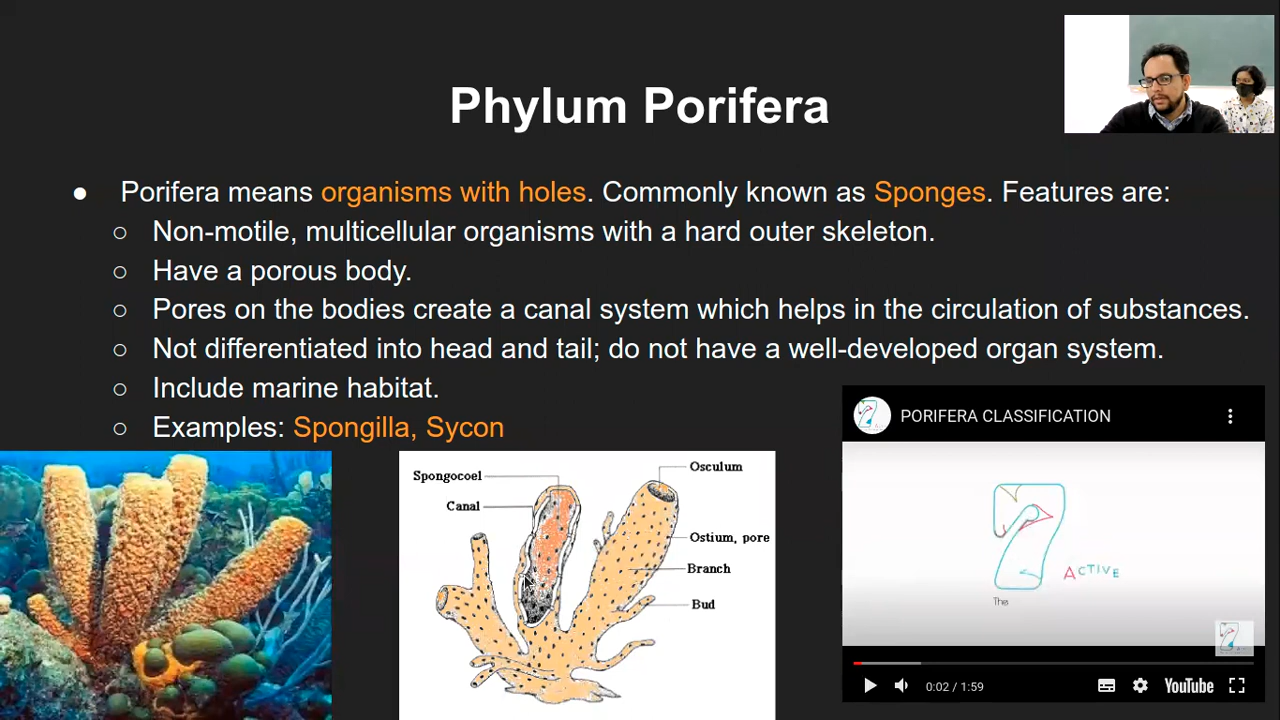 Phylum Porifera
● Porifera means organisms with holes. Commonly known as Sponges. Features are:
○ Non-motile, multicellular organisms with a hard outer skeleton.
○ Have a porous body.
○ Pores on the bodies create a canal system which helps in the circulation of substances.
○ Not differentiated into head and tail; do not have a well-developed organ system.
○ Include marine habitat.
○ Examples: Spongilla, Sycon
Spongocoel
Canal
Osculum
Ostium, pore
Branch
Bud
PORIFERA CLASSIFICATION
ACTIVE
The
0:02 / 1:59
YouTube